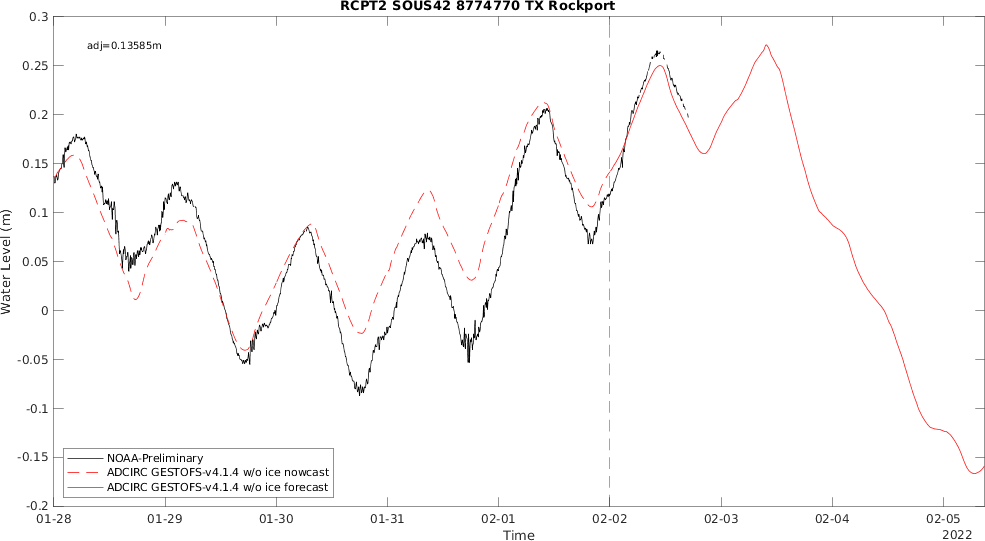 RCPT2 SOUS42 8774770 TX Rockport
adj=0.13585m
Water Level (m)
0.3
0.25
0.2
0.15
0.1
0.05
0
-0.05
-0.1
-0.15
-0.2
NOAA-Preliminary
ADCIRC GESTOFS-v4.1.4 w/o ice nowcast
ADCIRC GESTOFS-v4.1.4 w/o ice forecast
01-28 01-29 01-30 01-31 02-01 02-02 02-03 02-04 02-05
Time
2022